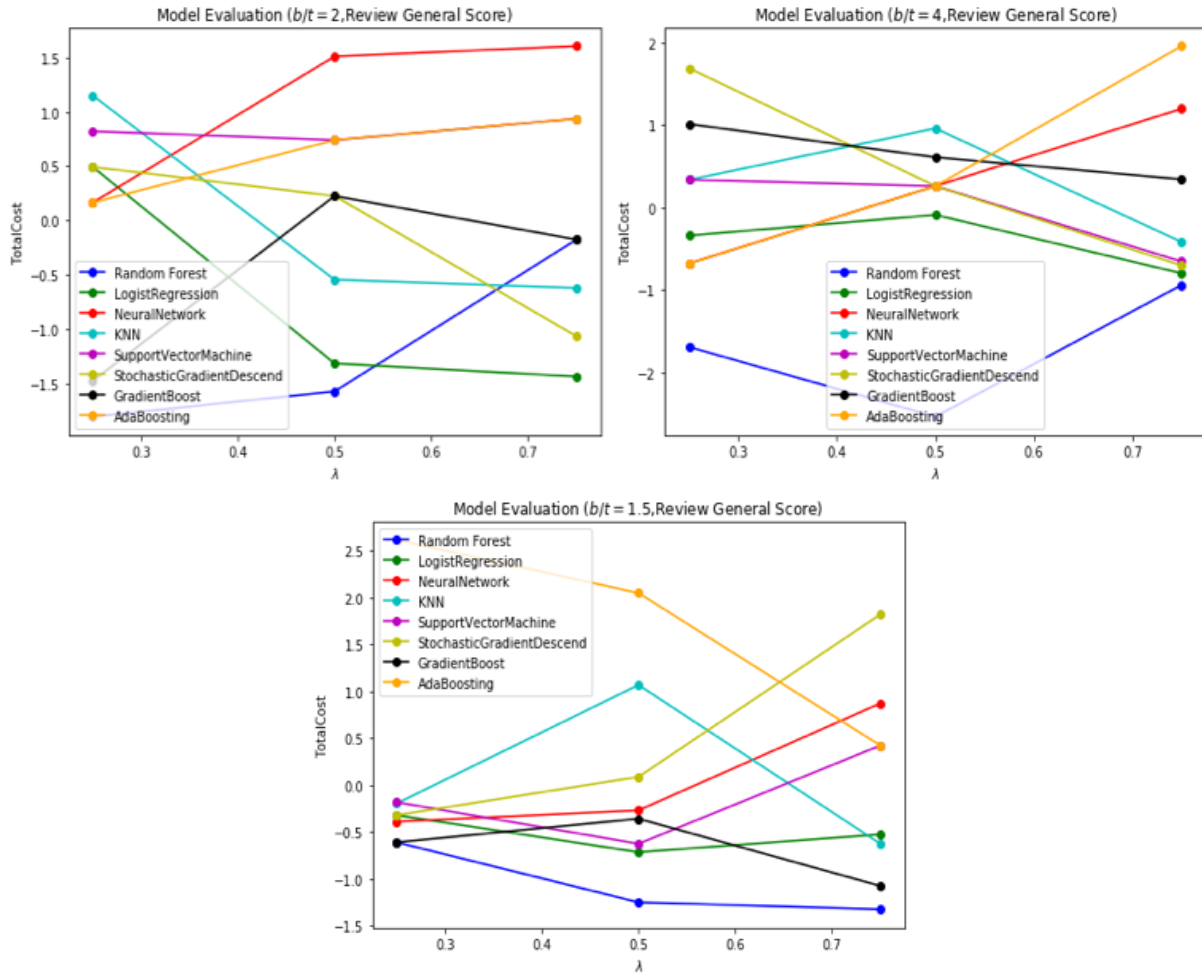 Model Evaluation (b/t = 2,Review General Score)
TotalCost
1.5
1.0
0.5
0.0
−0.5
−1.0
−1.5
Random Forest
LogistRegression
NeuralNetwork
KNN
SupportVectorMachine
StochasticGradientDescend
GradientBoost
AdaBoosting
0.3 0.4 0.5 0.6 0.7
λ
Model Evaluation (b/t = 4,Review General Score)
TotalCost
2
1
0
−1
−2
Random Forest
LogistRegression
NeuralNetwork
KNN
SupportVectorMachine
StochasticGradientDescend
GradientBoost
AdaBoosting
0.3 0.4 0.5 0.6 0.7
λ
Model Evaluation (b/t = 1.5,Review General Score)
TotalCost
2.5
2.0
1.5
1.0
0.5
0.0
−0.5
−1.0
−1.5
Random Forest
LogistRegression
NeuralNetwork
KNN
SupportVectorMachine
StochasticGradientDescend
GradientBoost
AdaBoosting
0.3 0.4 0.5 0.6 0.7
λ